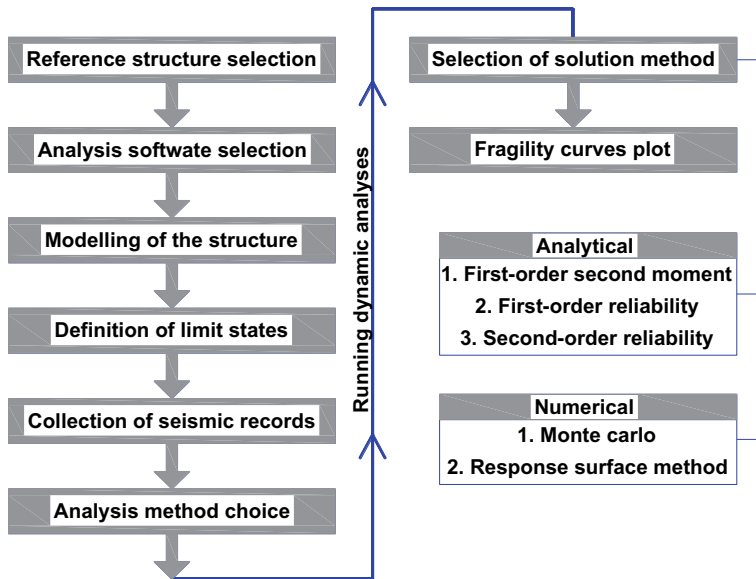 Reference structure selection
Analysis softwate selection
Modelling of the structure
Definition of limit states
Collection of seismic records
Analysis method choice
Running dynamic analyses
Selection of solution method
Fragility curves plot
Analytical
1. First-order second moment
2. First-order reliability
3. Second-order reliability
Numerical
1. Monte carlo
2. Response surface method